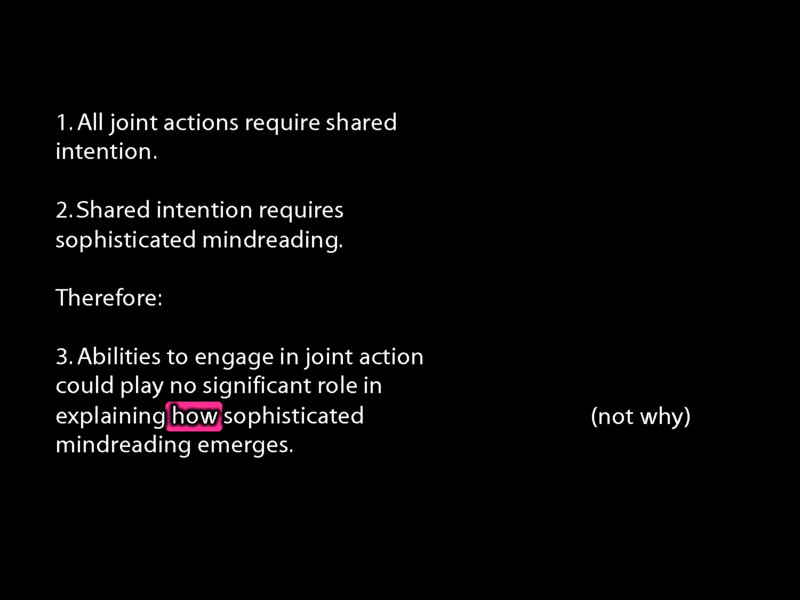 1. All joint actions require shared
intention.
2. Shared intention requires
sophisticated mindreading.
Therefore:
3. Abilities to engage in joint action
could play no significant role in
explaining how sophisticated
(not why)
mindreading emerges.